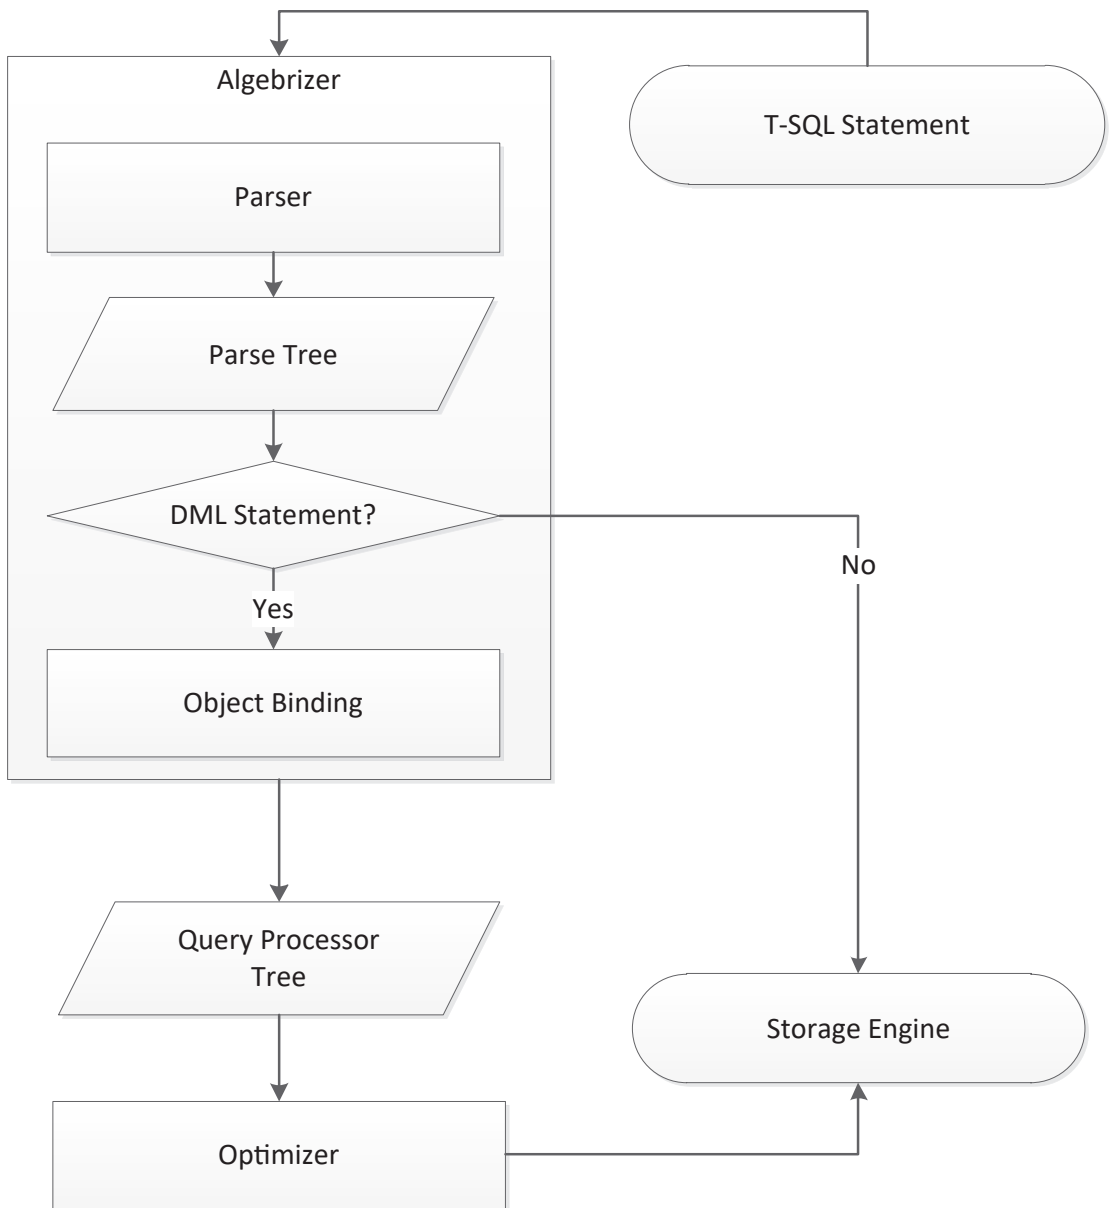 Algebrizer
T-SQL Statement
Parser
Parse Tree
DML Statement?
No
Yes
Object Binding
Query Processor
Tree
Storage Engine
Optimizer